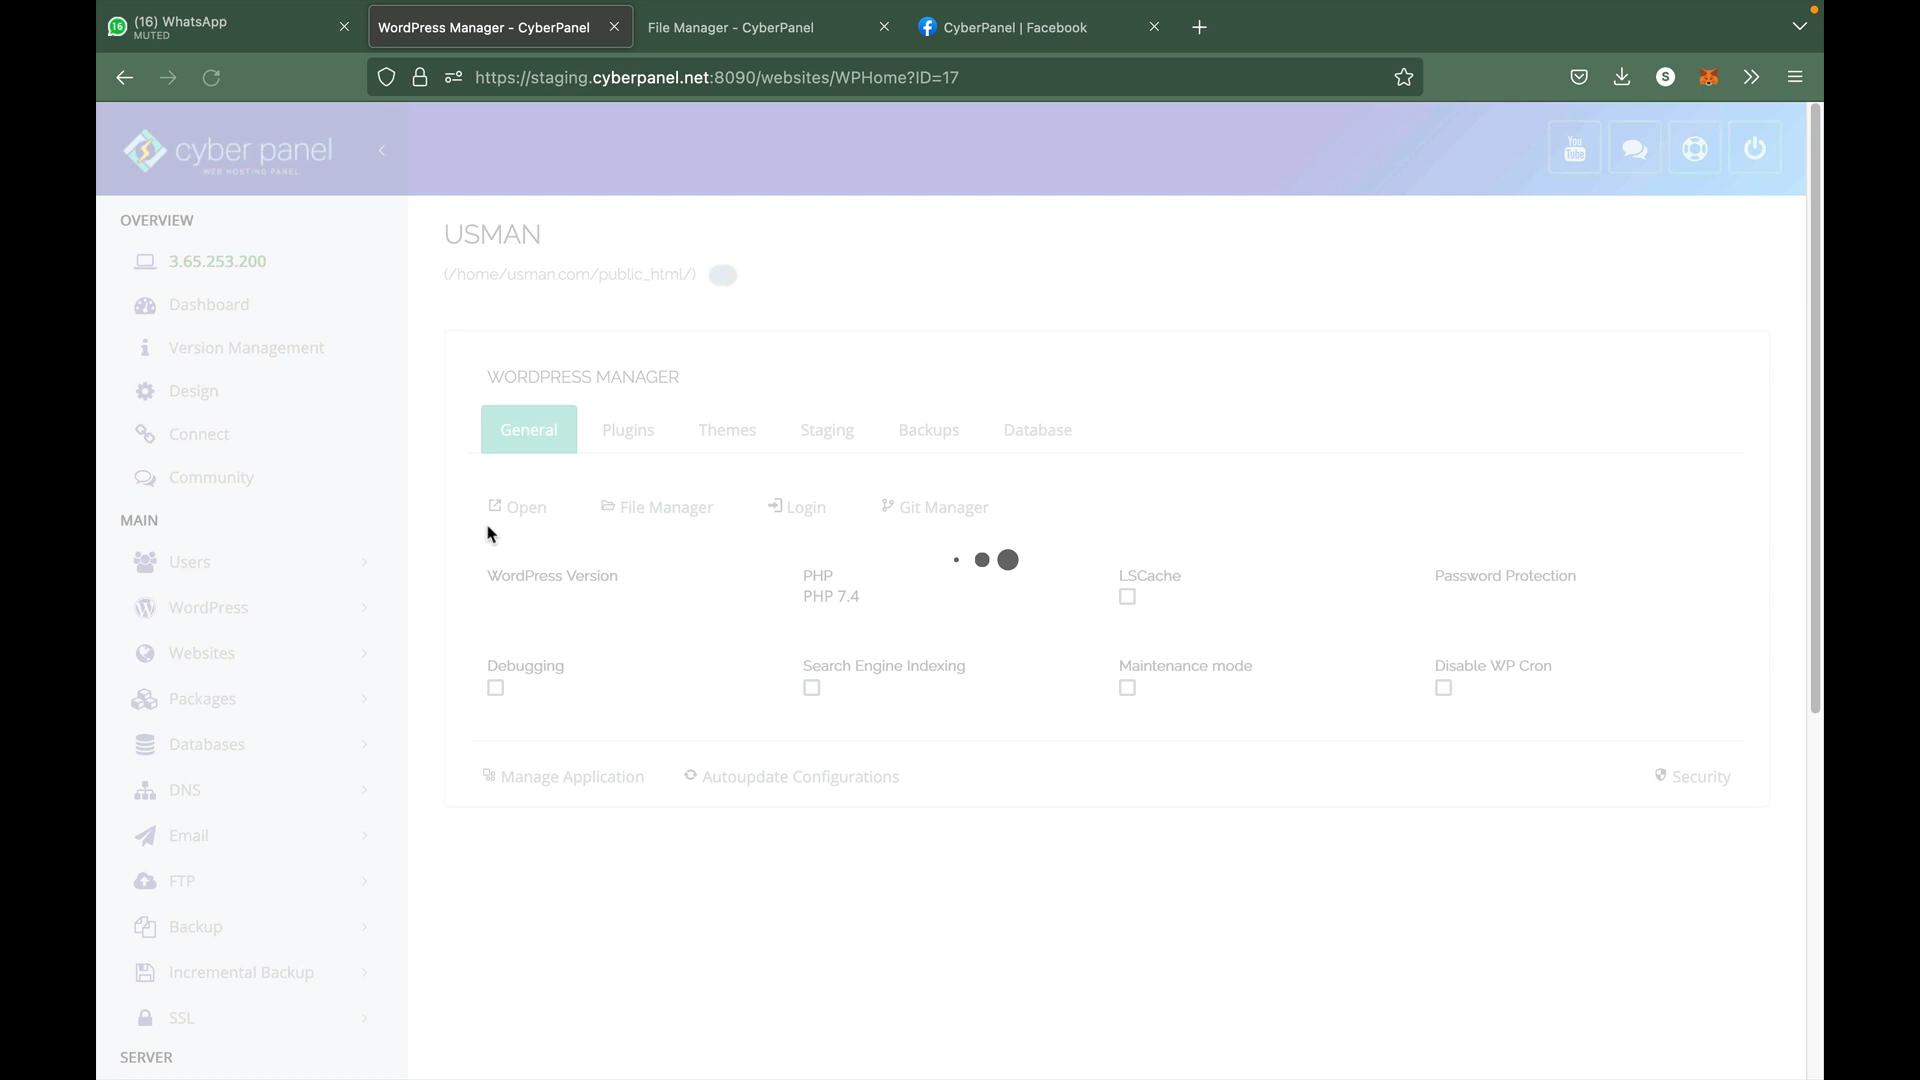 (16) WhatsApp
MUTED
WordPress Manager - CyberPanel
File Manager - CyberPanel
CyberPanel | Facebook
https://staging.cyberpanel.net:8090/websites/WPHome?ID=17
S
cyber panel
WEB HOSTING PANEL
You
Tube
OVERVIEW
3.65.253.200
Dashboard
Version Management
Design
Connect
Community
MAIN
Users
WordPress
Websites
Packages
Databases
DNS
Email
FTP
Backup
Incremental Backup
SSL
SERVER
USMAN
(/home/usman.com/public_html/)
WORDPRESS MANAGER
General
Plugins
Themes
Staging
Backups
Database
Open
File Manager
Login
Git Manager
WordPress Version
PHP
PHP 7.4
LSCache
Password Protection
Debugging
Search Engine Indexing
Maintenance mode
Disable WP Cron
Manage Application
Autoupdate Configurations
Security